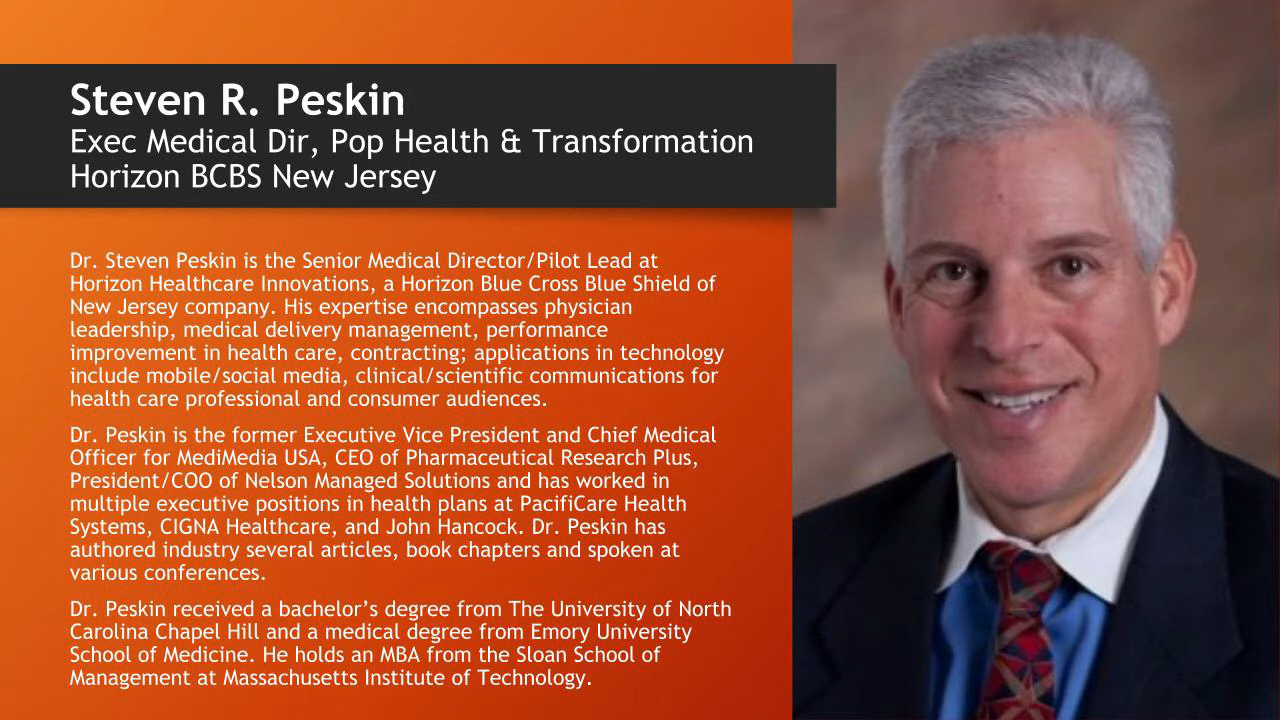 Steven R. Peskin
Exec Medical Dir, Pop Health & Transformation
Horizon BCBS New Jersey
Dr. Steven Peskin is the Senior Medical Director/Pilot Lead at
Horizon Healthcare Innovations, a Horizon Blue Cross Blue Shield of
New Jersey company. His expertise encompasses physician
leadership, medical delivery management, performance
improvement in health care, contracting; applications in technology
include mobile/social media, clinical/scientific communications for
health care professional and consumer audiences.
Dr. Peskin is the former Executive Vice President and Chief Medical
Officer for MediMedia USA, CEO of Pharmaceutical Research Plus,
President/COO of Nelson Managed Solutions and has worked in
multiple executive positions in health plans at PacifiCare Health
Systems, CIGNA Healthcare, and John Hancock. Dr. Peskin has
authored industry several articles, book chapters and spoken at
various conferences.
Dr. Peskin received a bachelor’s degree from The University of North
Carolina Chapel Hill and a medical degree from Emory University
School of Medicine. He holds an MBA from the Sloan School of
Management at Massachusetts Institute of Technology.